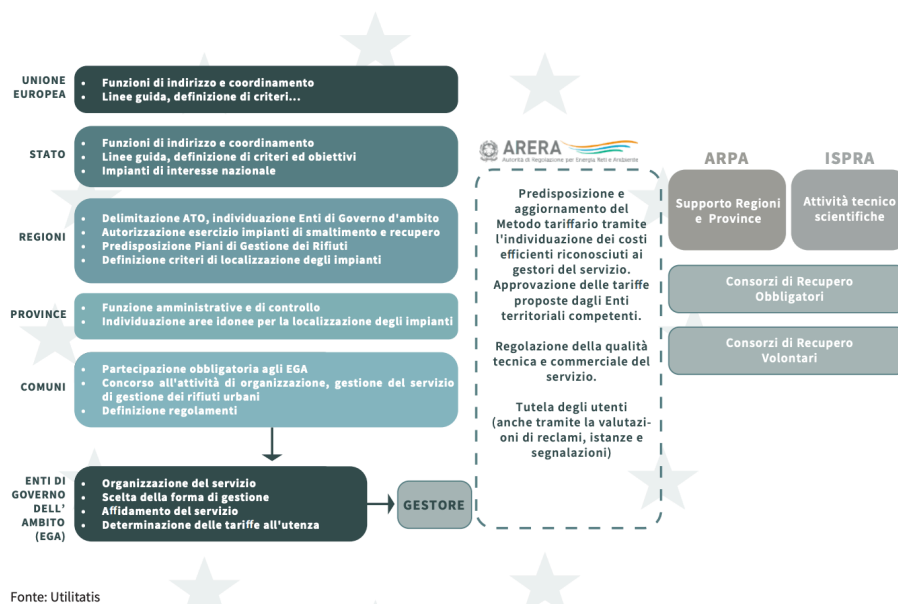 UNIONE
EUROPEA
• Funzioni di indirizzo e coordinamento
• Linee guida, definizione di criteri...
STATO
• Funzioni di indirizzo e coordinamento
• Linee guida, definizione di criteri ed obiettivi
• Impianti di interesse nazionale
REGIONI
• Delimitazione ATO, individuazione Enti di Governo d'ambito
• Autorizzazione esercizio impianti di smaltimento e recupero
• Predisposizione Piani di Gestione dei Rifiuti
• Definizione criteri di localizzazione degli impianti
PROVINCE
• Funzione amministrative e di controllo
• Individuazione aree idonee per la localizzazione degli impianti
COMUNI
• Partecipazione obbligatoria agli EGA
• Concorso all'attività di organizzazione, gestione del servizio
di gestione dei rifiuti urbani
• Definizione regolamenti
ENTI DI
GOVERNO
DELL'
AMBITO
(EGA)
• Organizzazione del servizio
• Scelta della forma di gestione
• Affidamento del servizio
• Determinazione delle tariffe all'utenza
GESTORE
ARERA
Autorità di Regolazione per Energia Reti e Ambiente
Predisposizione e
aggiornamento del
Metodo tariffario tramite
l'individuazione dei costi
efficienti riconosciuti ai
gestori del servizio.
Approvazione delle tariffe
proposte dagli Enti
territoriali competenti.
Regolazione della qualità
tecnica e commerciale del
servizio.
Tutela degli utenti
(anche tramite la valutazi-
oni di reclami, istanze e
segnalazioni)
ARPA
Supporto Regioni
e Province
ISPRA
Attività tecnico
scientifiche
Consorzi di Recupero
Obbligatori
Consorzi di Recupero
Volontari
Fonte: Utilitatis